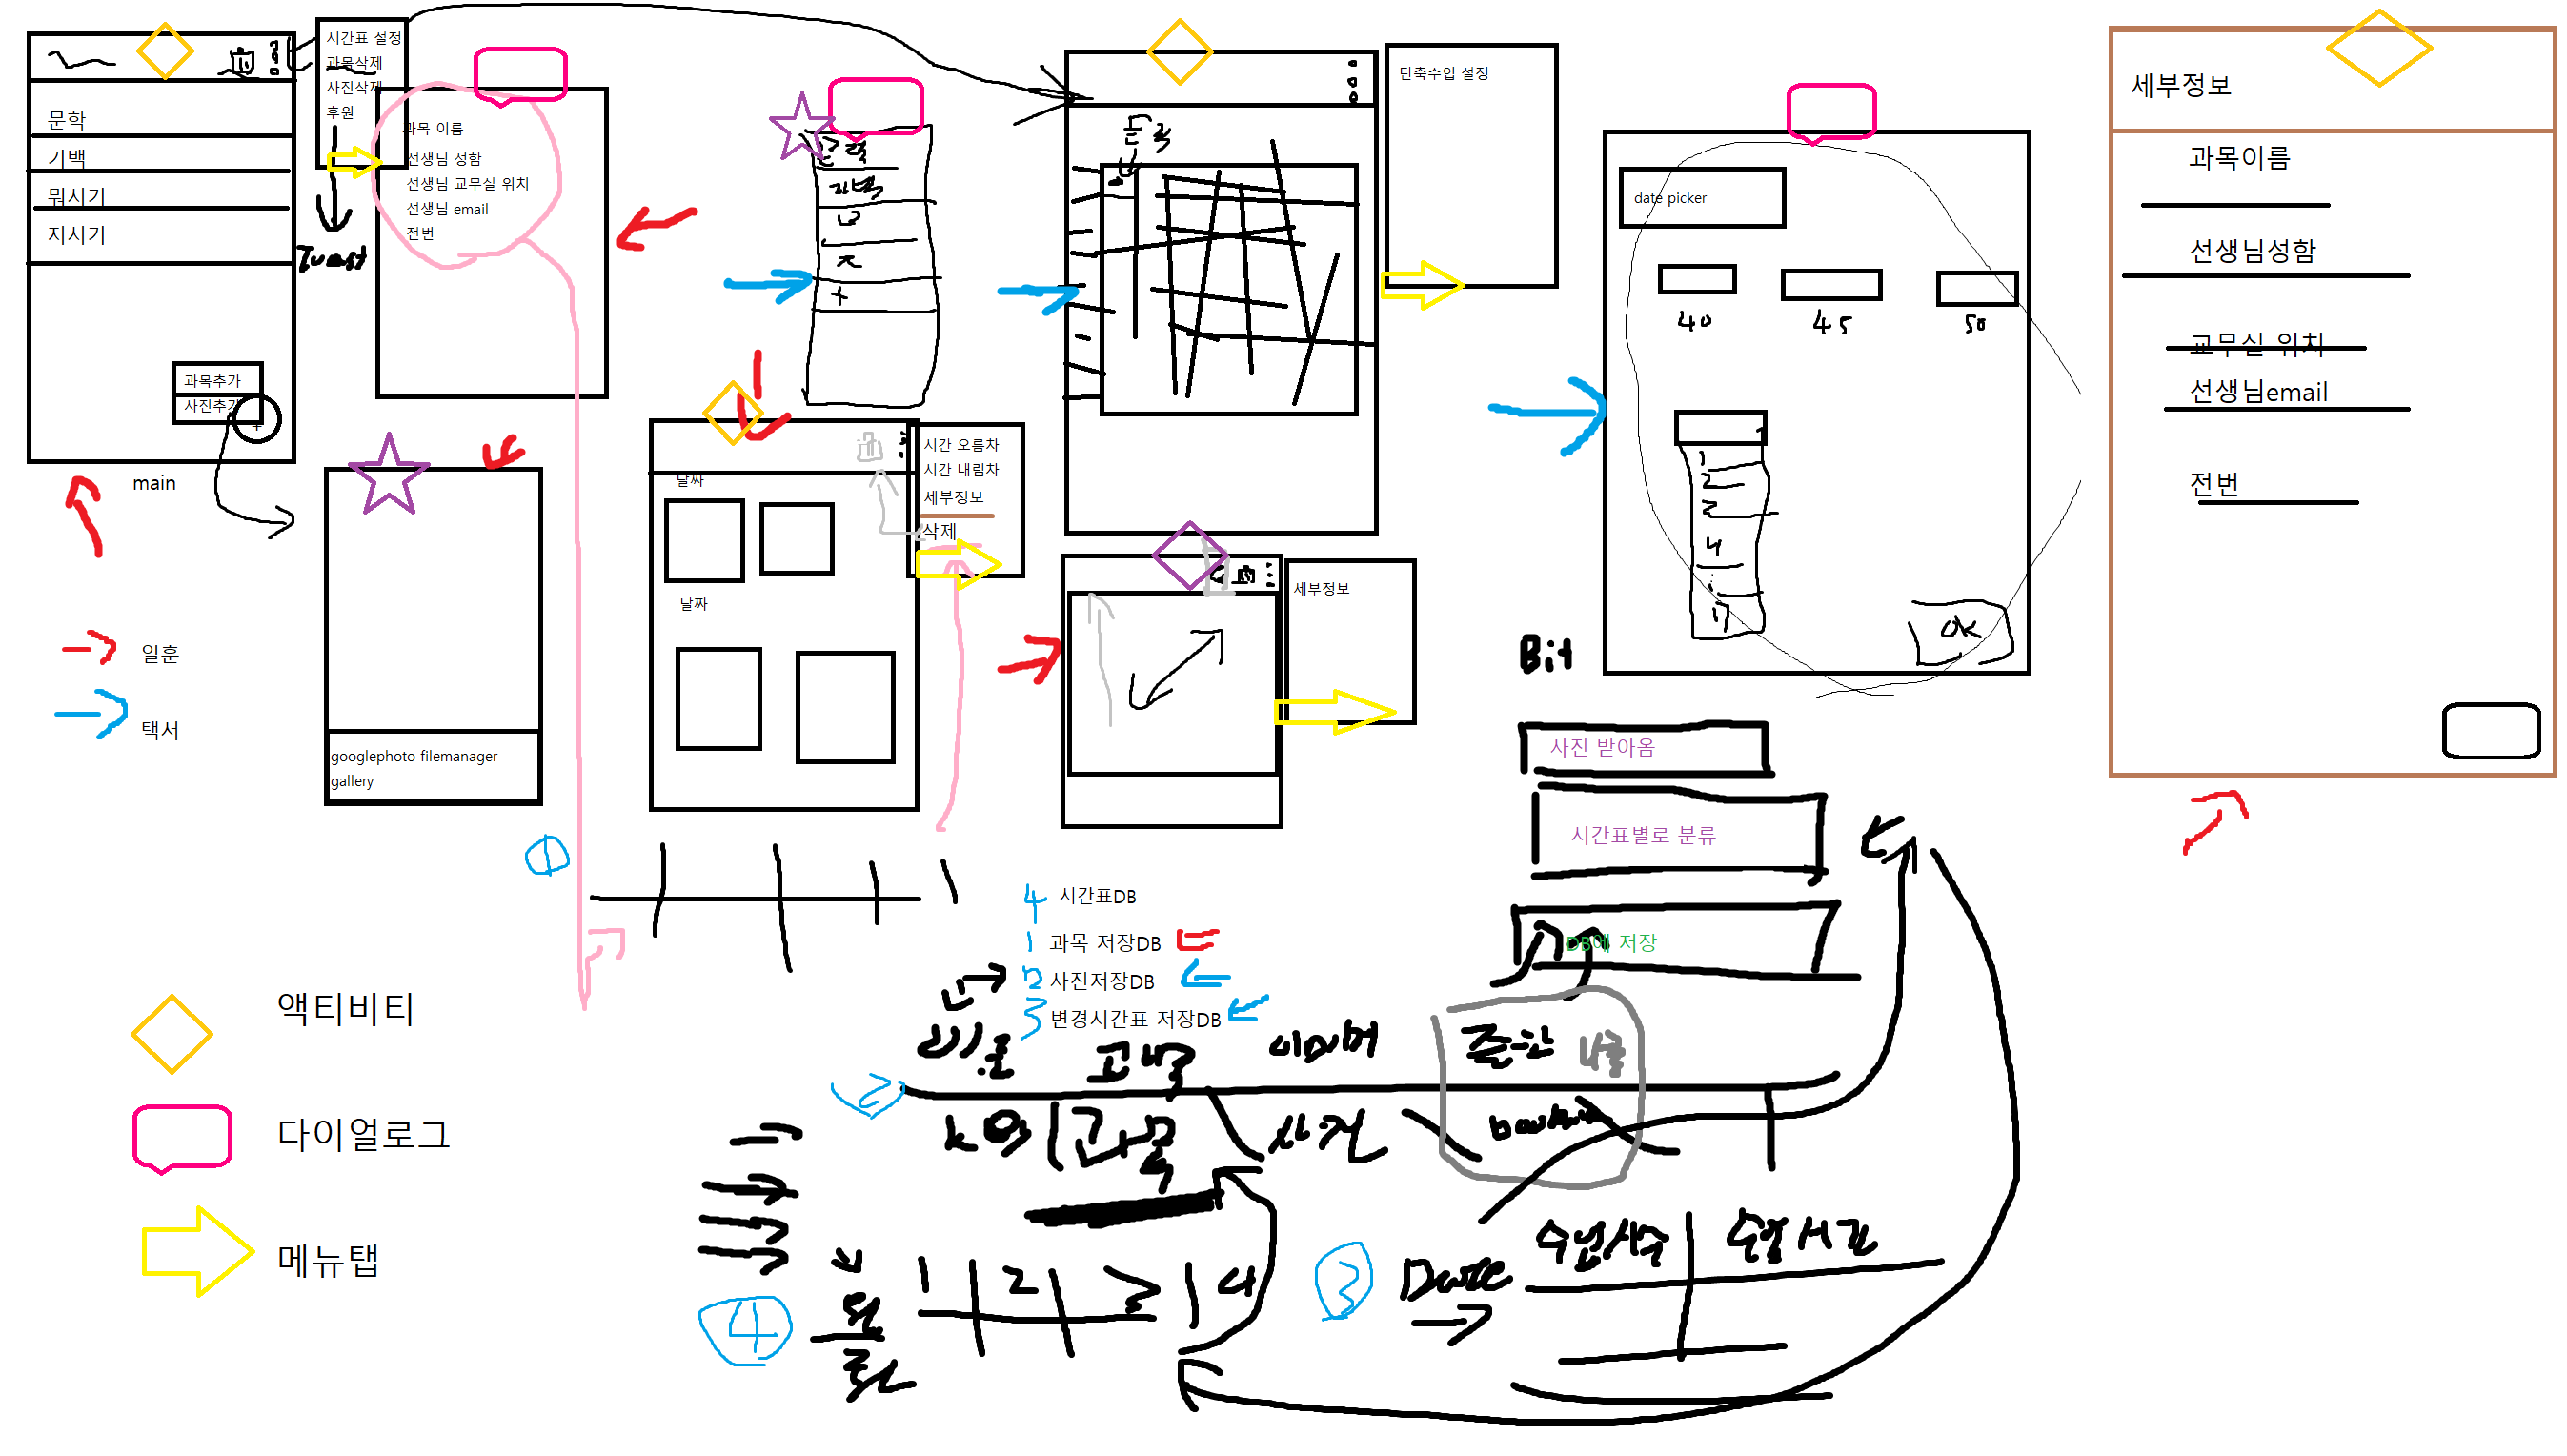 시간표 설정
과목삭제
사진삭제
후원
문학
기백
뭐시기
저시기
과목추가
사진추가
+
main
Toast
과목 이름
선생님 성함
선생님 교무실 위치
선생님 email
전번
googlephoto filemanager
gallery
일훈
택서
액티비티
다이얼로그
메뉴탭
+
날짜
날짜
시간 오름차
시간 내림차
세부정보
삭제
단축수업 설정
세부정보
date picker
40
45
50
1
2
3
4
OK
Bit
세부정보
과목이름
선생님성함
교무실 위치
선생님email
전번
사진 받아옴
시간표별로 분류
DB에 저장
1
4 시간표DB
1 과목 저장DB
2 사진저장DB
3 변경시간표 저장DB
2
과목
사진
3
Date
수업시수
수업시간
4
월
1 2 3 4